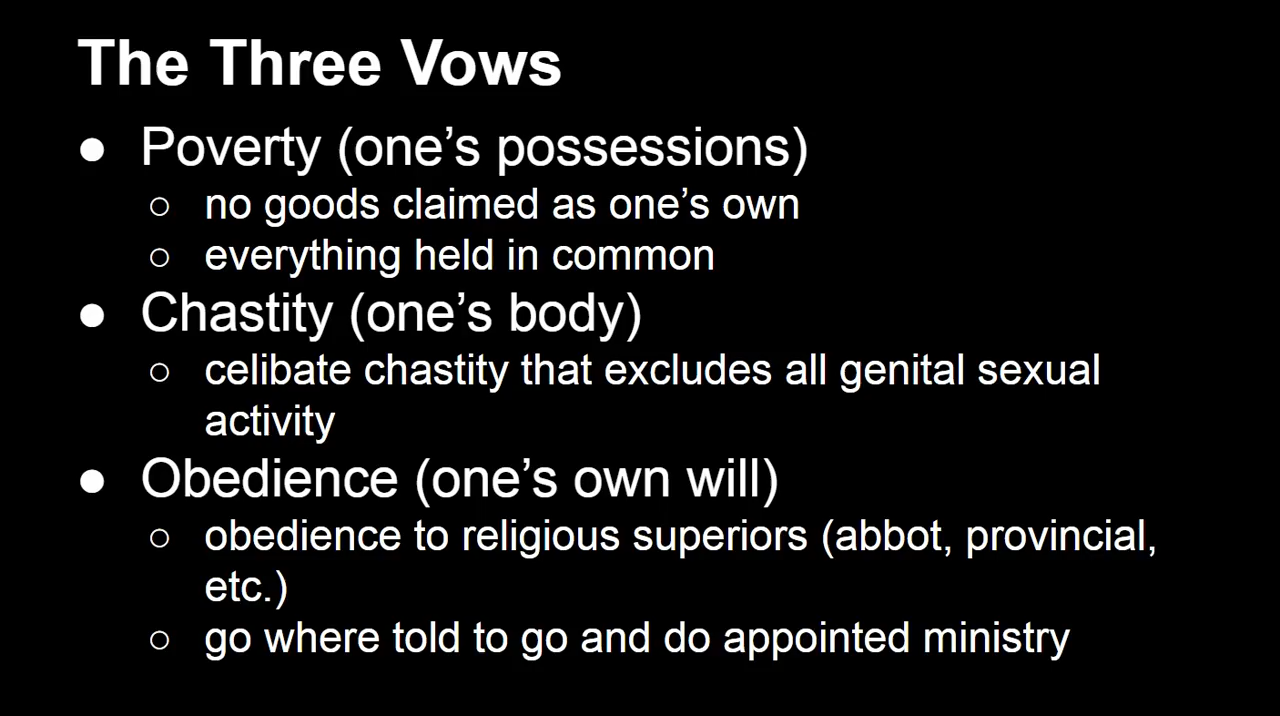 The Three Vows
● Poverty (one’s possessions)
○ no goods claimed as one’s own
○ everything held in common
● Chastity (one’s body)
○ celibate chastity that excludes all genital sexual
activity
● Obedience (one’s own will)
○ obedience to religious superiors (abbot, provincial,
etc.)
○ go where told to go and do appointed ministry